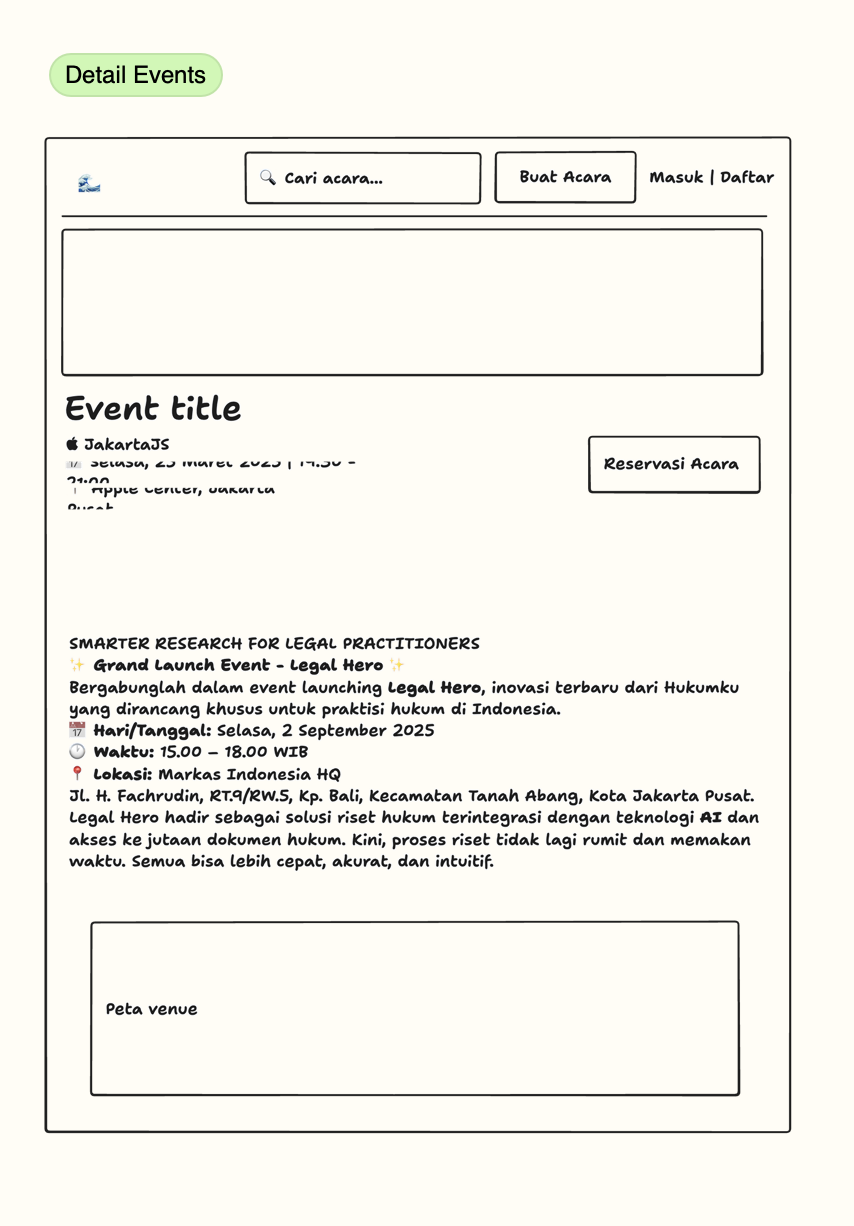 Detail Events
🌊
🔍 Cari acara...
Buat Acara
Masuk | Daftar
Event title
JakartaJS
Selasa, 25 Maret 2025 | 19.30 -
21:00
Reservasi Acara
Apple Center, Jakarta
Pusat
SMARTER RESEARCH FOR LEGAL PRACTITIONERS
✨ Grand Launch Event - Legal Hero ✨
Bergabunglah dalam event launching Legal Hero, inovasi terbaru dari Hukumku
yang dirancang khusus untuk praktisi hukum di Indonesia.
📅 Hari/Tanggal: Selasa, 2 September 2025
🕐 Waktu: 15.00 – 18.00 WIB
📍 Lokasi: Markas Indonesia HQ
Jl. H. Fachrudin, RT.9/RW.5, Kp. Bali, Kecamatan Tanah Abang, Kota Jakarta Pusat.
Legal Hero hadir sebagai solusi riset hukum terintegrasi dengan teknologi AI dan
akses ke jutaan dokumen hukum. Kini, proses riset tidak lagi rumit dan memakan
waktu. Semua bisa lebih cepat, akurat, dan intuitif.
Peta venue